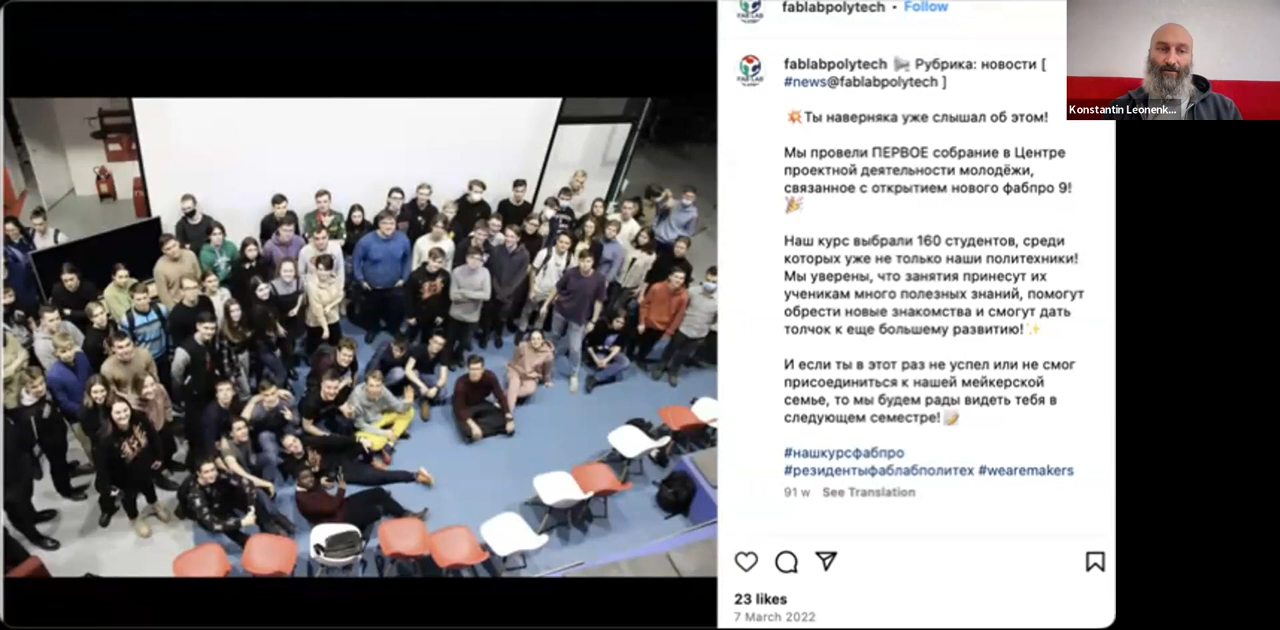 fablabpolytech • Follow
fablabpolytech Рубрика: новости [
#news@fablabpolytech ]
Ты наверняка уже слышал об этом!
Мы провели ПЕРВОЕ собрание в Центре
проектной деятельности молодёжи,
связанное с открытием нового фабпро 9!
Наш курс выбрали 160 студентов, среди
которых уже не только наши политехники!
Мы уверены, что занятия принесут их
ученикам много полезных знаний, помогут
обрести новые знакомства и смогут дать
толчок к еще большему развитию!
И если ты в этот раз не успел или не смог
присоединиться к нашей мейкерской
семье, то мы будем рады видеть тебя в
следующем семестре!
#нашкурсфабпро
#резидентыфаблабполитех #wearemakers
91 w See Translation
23 likes
7 March 2022
Konstantin Leonenk...